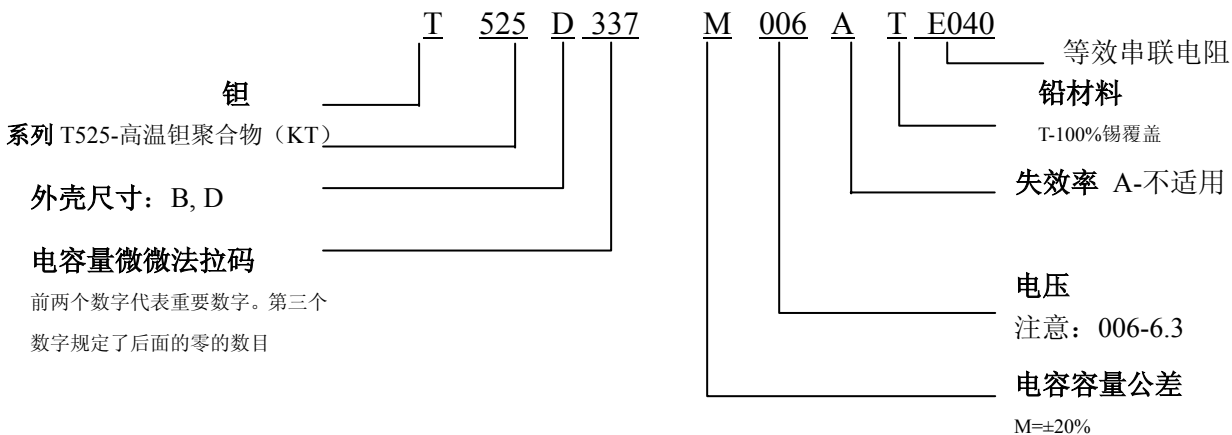 T 525 D 337 M 006 A T E040
等效串联电阻
钽
铅材料
系列 T525-高温钽聚合物（KT）
T-100%锡覆盖
外壳尺寸：B, D
失效率 A-不适用
电容量微微法拉码
前两个数字代表重要数字。第三个
数字规定了后面的零的数目
电压
注意：006-6.3
电容容量公差
M=±20%